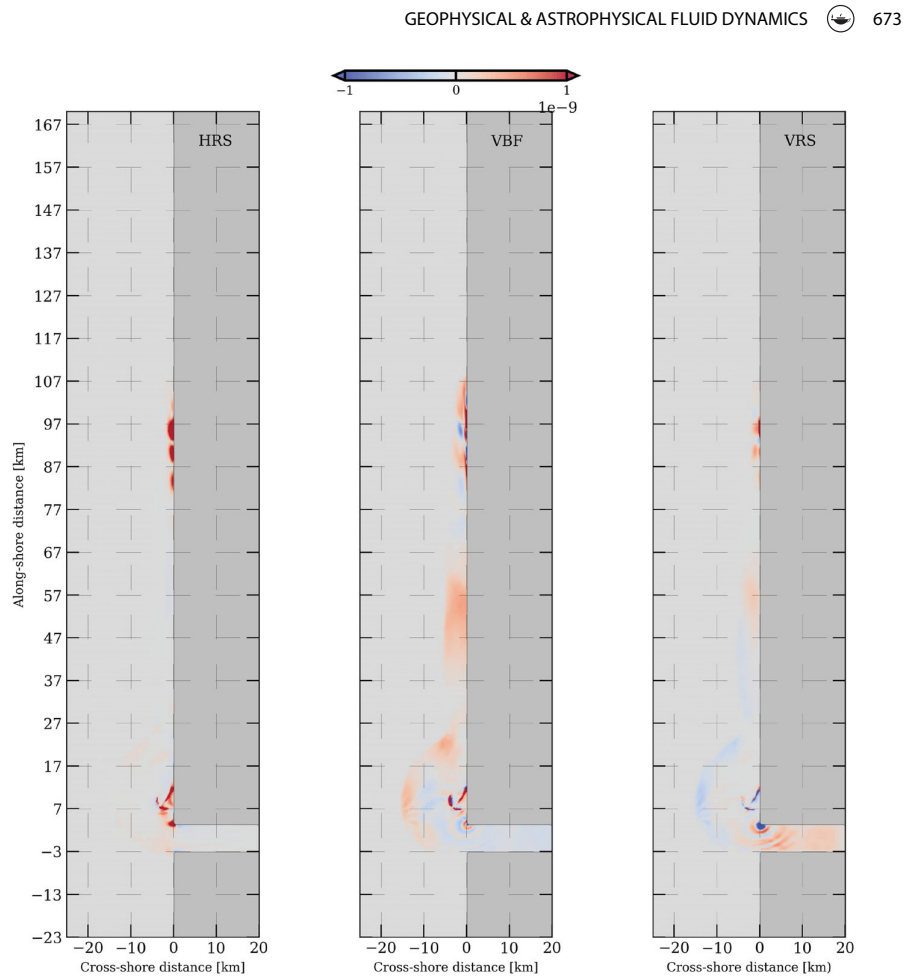 GEOPHYSICAL & ASTROPHYSICAL FLUID DYNAMICS 673
−1 0 1
1e−9
HRS VBF VRS
167
157
147
137
127
117
107
97
87
77
67
57
47
37
27
17
7
−3
−13
−23
Along-shore distance [km]
−20 −10 0 10 20 −20 −10 0 10 20 −20 −10 0 10 20
Cross-shore distance [km] Cross-shore distance [km] Cross-shore distance [km)